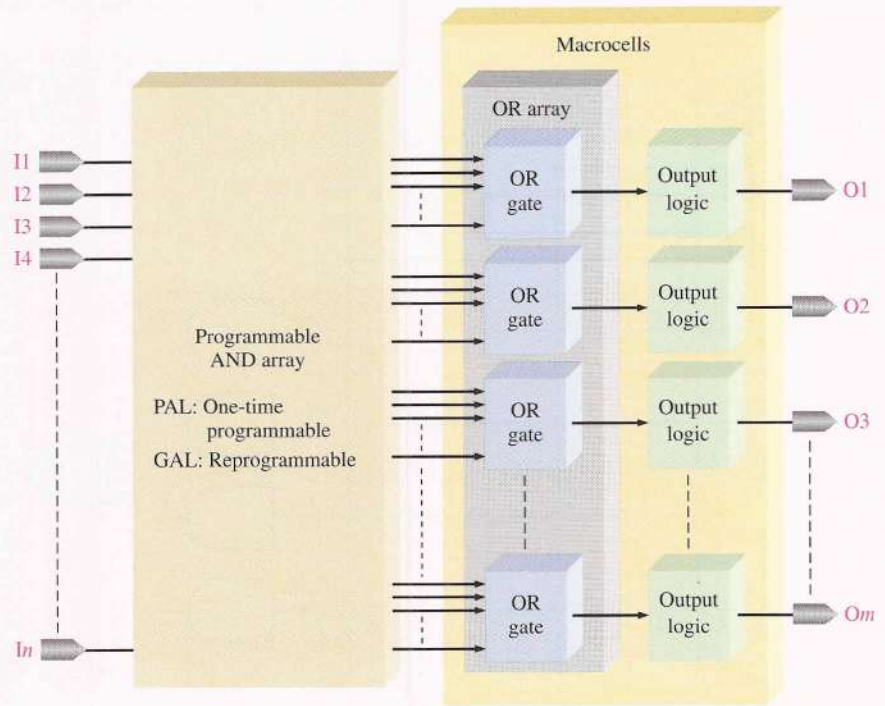 Macrocells
OR array
I1
I2
I3
I4
In
Programmable
AND array
PAL: One-time
programmable
GAL: Reprogrammable
OR
gate
Output
logic
O1
OR
gate
Output
logic
O2
OR
gate
Output
logic
O3
OR
gate
Output
logic
Om